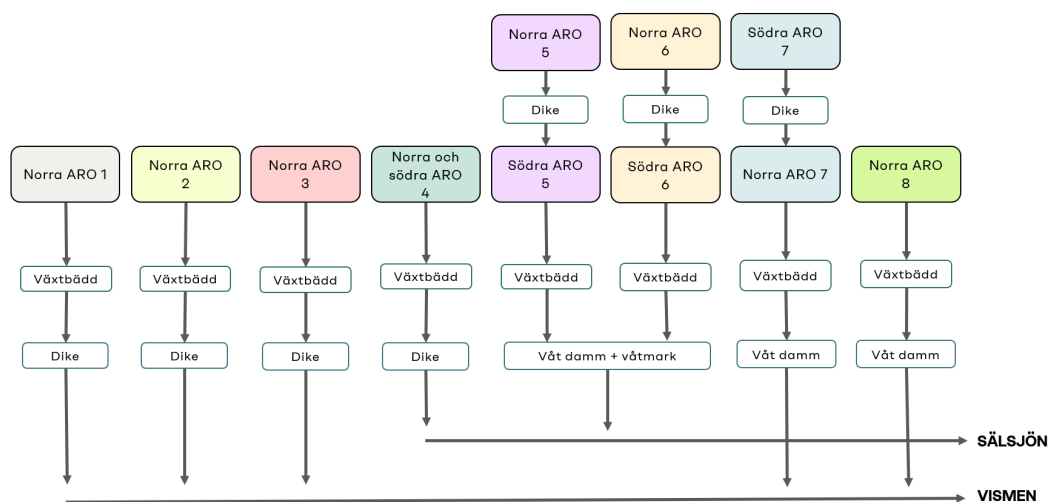 Norra ARO
5
Norra ARO
6
Södra ARO
7
Dike
Dike
Dike
Norra ARO 1
Norra ARO
2
Norra ARO
3
Norra och
södra ARO
4
Södra ARO
5
Södra ARO
6
Norra ARO 7
Norra ARO
8
Växtbädd
Växtbädd
Växtbädd
Växtbädd
Växtbädd
Växtbädd
Växtbädd
Växtbädd
Dike
Dike
Dike
Dike
Våt damm + våtmark
Våt damm
Våt damm
SÄLSJÖN
VISMEN